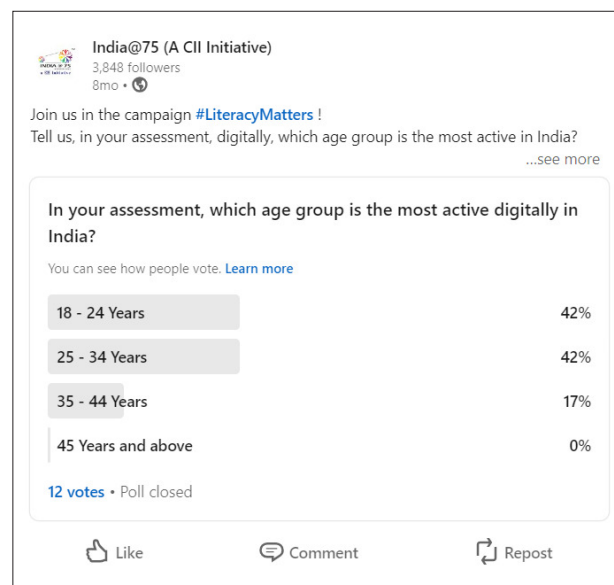 India@75 (A CII Initiative)
INDIA @ 75
a CII Initiative
3,848 followers
8mo •
Join us in the campaign #LiteracyMatters !
Tell us, in your assessment, digitally, which age group is the most active in India?
...see more
In your assessment, which age group is the most active digitally in
India?
You can see how people vote. Learn more
18 - 24 Years 42%
25 - 34 Years 42%
35 - 44 Years 17%
45 Years and above 0%
12 votes • Poll closed
Like Comment Repost